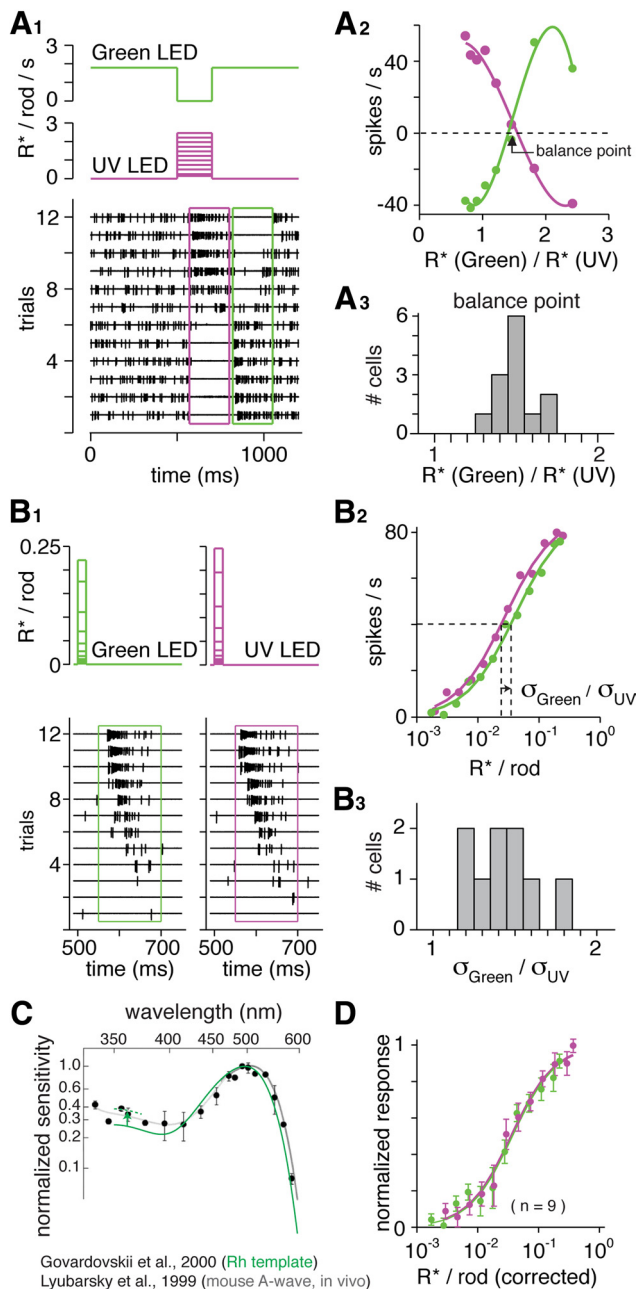 A1
Green LED
3
2
1
0
R* / rod / s
3
2
1
0
UV LED
12
8
4
trials
0
1000
time (ms)
A2
40
0
-40
spikes / s
balance point
0
1
2
3
R* (Green) / R* (UV)
A3
balance point
6
3
0
# cells
1
2
R* (Green) / R* (UV)
B1
0.25
0
R* / rod
Green LED
UV LED
12
8
4
trials
500
700
time (ms)
500
700
time (ms)
B2
80
0
spikes / s
σGreen / σUV
10-3
10-2
10-1
100
R* / rod
B3
2
1
0
# cells
1
2
σGreen / σUV
C
wavelength (nm)
350
400
450
500
550
600
1.0
0.6
0.4
0.3
0.2
0.1
normalized sensitivity
Govardovskii et al., 2000 (Rh template)
Lyubarsky et al., 1999 (mouse A-wave, in vivo)
D
1
0
normalized response
( n = 9 )
10-3
10-2
10-1
100
R* / rod (corrected)